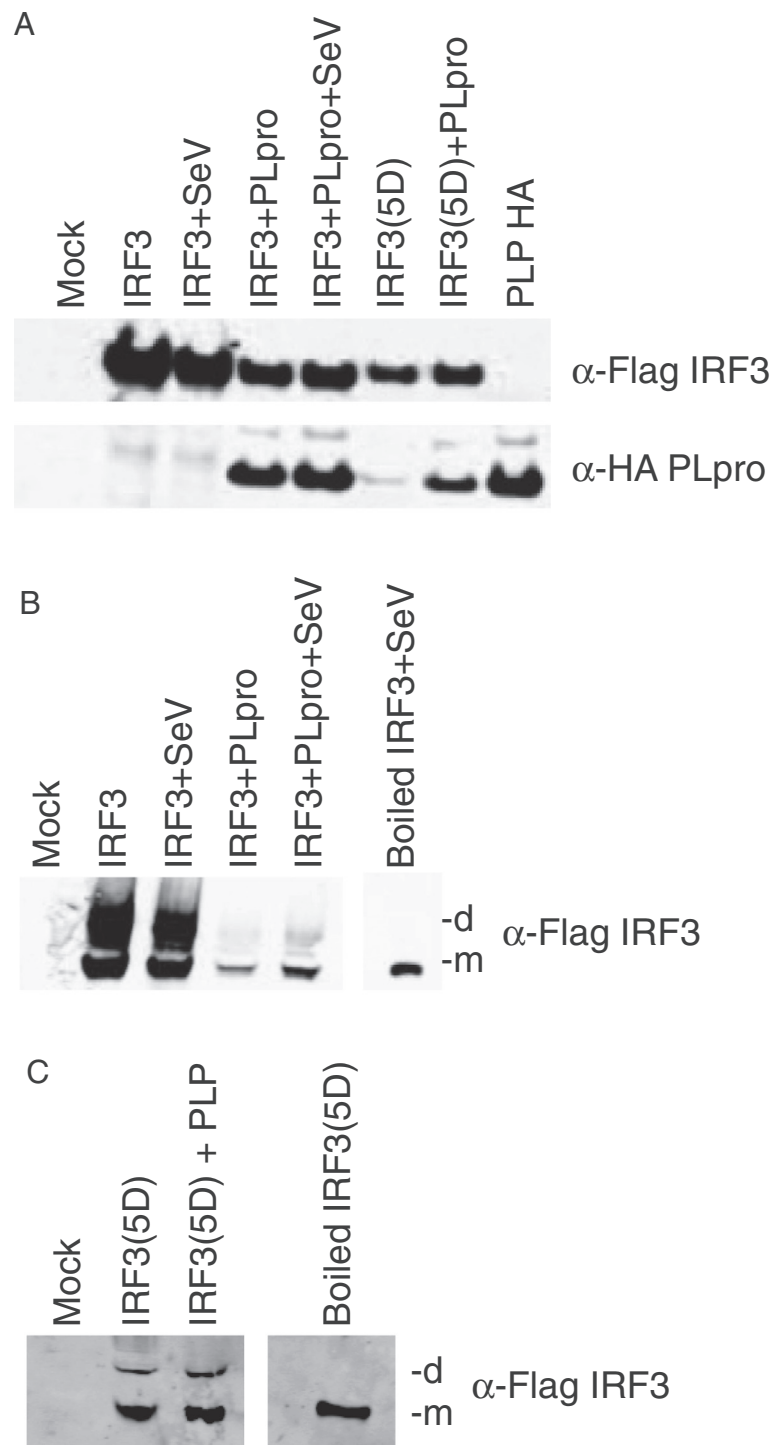 A
Mock
IRF3
IRF3+SeV
IRF3+PLpro
IRF3+PLpro+SeV
IRF3(5D)
IRF3(5D)+PLpro
PLP HA
α-Flag IRF3
α-HA PLpro
B
Mock
IRF3
IRF3+SeV
IRF3+PLpro
IRF3+PLpro+SeV
Boiled IRF3+SeV
-d
α-Flag IRF3
-m
C
Mock
IRF3(5D)
IRF3(5D) + PLP
Boiled IRF3(5D)
-d
α-Flag IRF3
-m